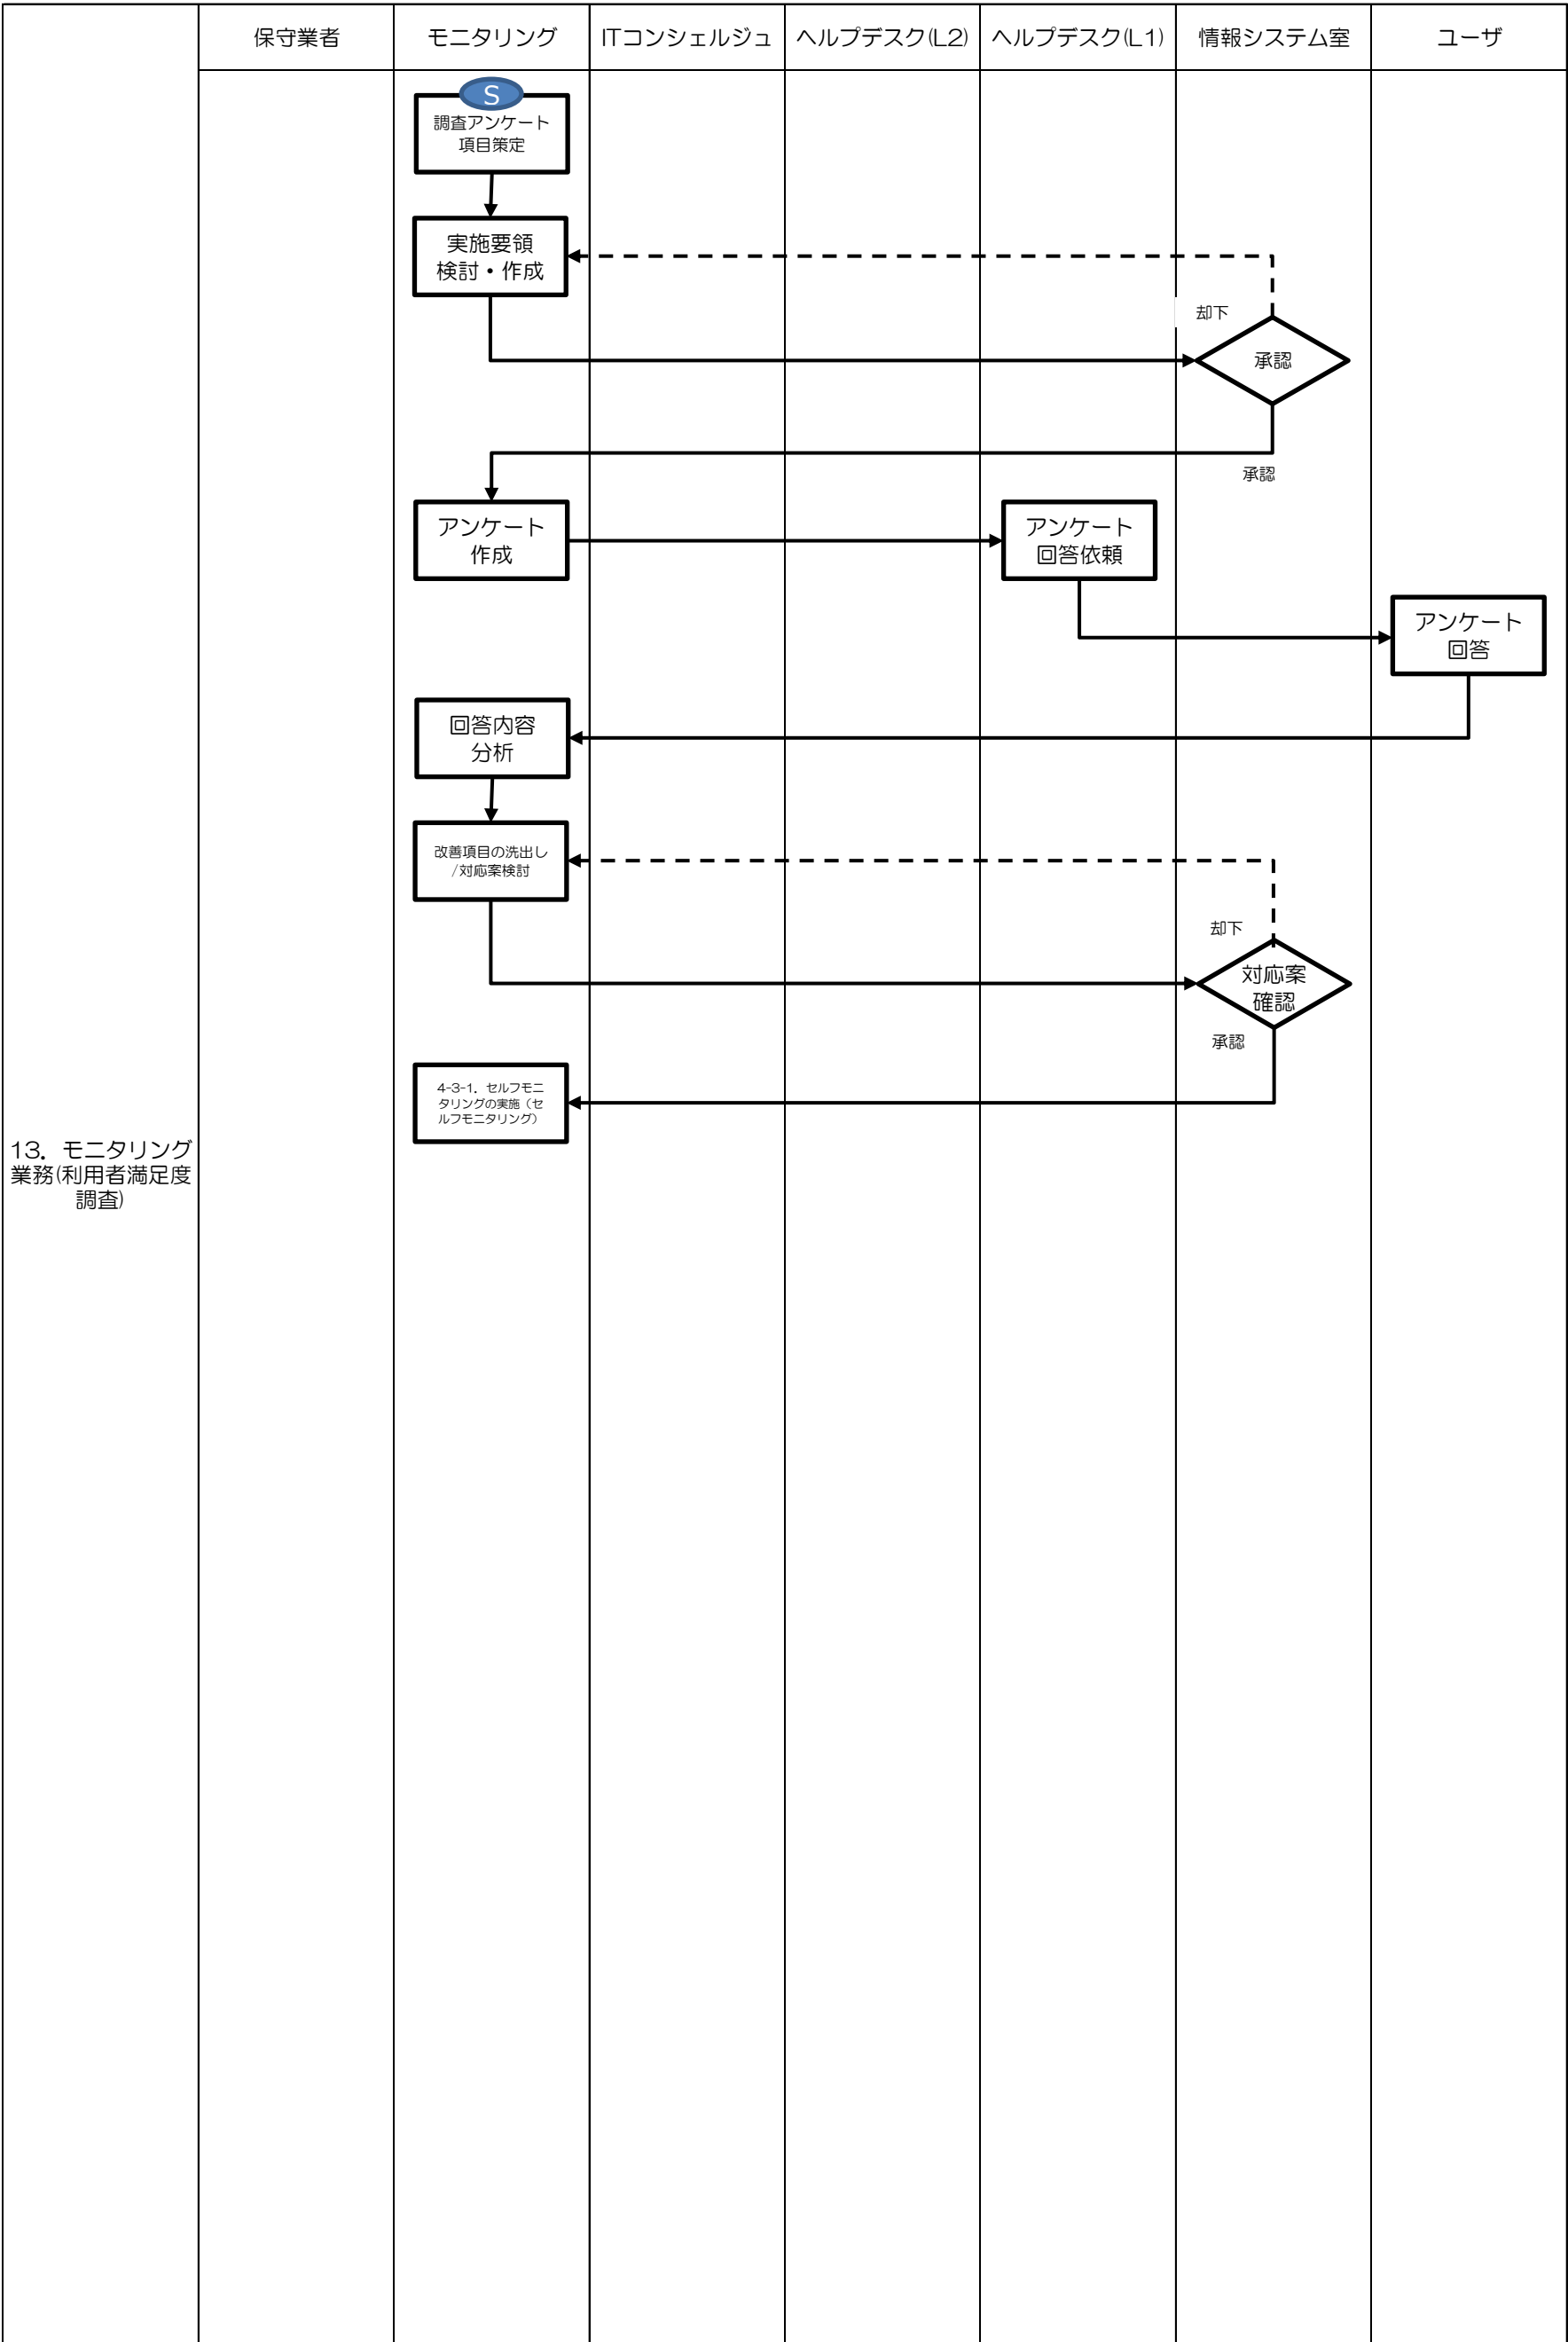 保守業者
モニタリング
ITコンシェルジュ
ヘルプデスク(L2)
ヘルプデスク(L1)
情報システム室
ユーザ
S
調査アンケート
項目策定
実施要領
検討・作成
却下
承認
承認
アンケート
作成
アンケート
回答依頼
アンケート
回答
回答内容
分析
改善項目の洗出し
/対応案検討
却下
対応案
確認
承認
4-3-1．セルフモニ
タリングの実施（セ
ルフモニタリング）
13．モニタリング
業務(利用者満足度
調査)